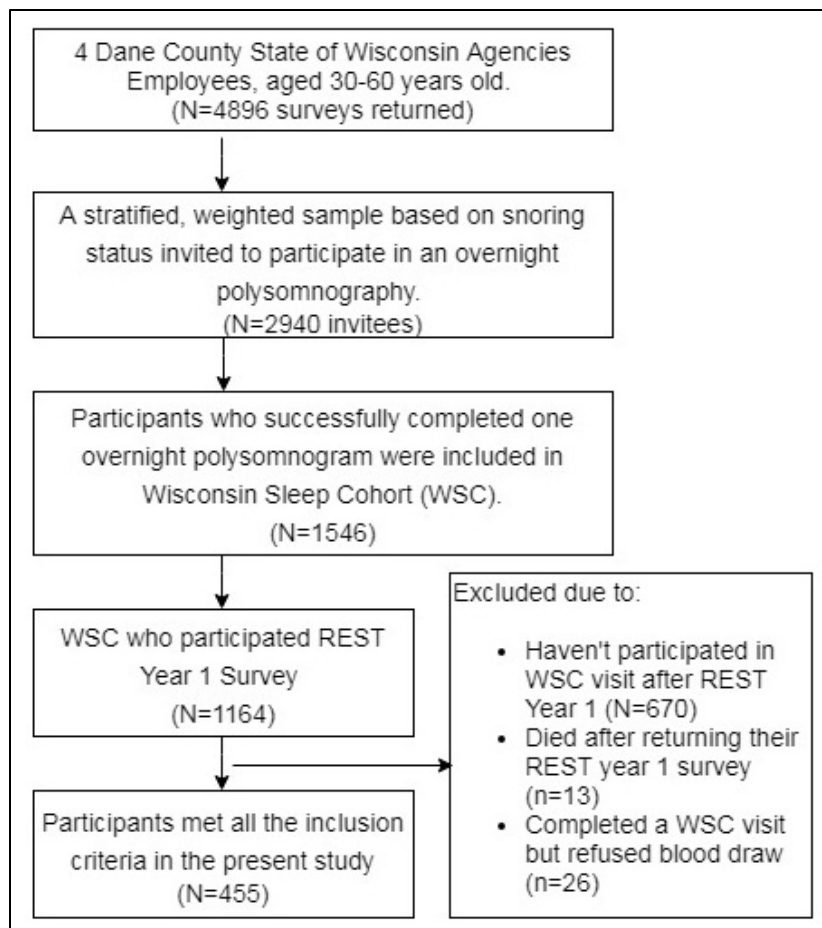 4 Dane County State of Wisconsin Agencies
Employees, aged 30-60 years old.
(N=4896 surveys returned)
A stratified, weighted sample based on snoring
status invited to participate in an overnight
polysomnography.
(N=2940 invitees)
Participants who successfully completed one
overnight polysomnogram were included in
Wisconsin Sleep Cohort (WSC).
(N=1546)
WSC who participated REST
Year 1 Survey
(N=1164)
Excluded due to:
• Haven't participated in
WSC visit after REST
Year 1 (N=670)
• Died after returning their
REST year 1 survey
(n=13)
• Completed a WSC visit
but refused blood draw
(n=26)
Participants met all the inclusion
criteria in the present study
(N=455)